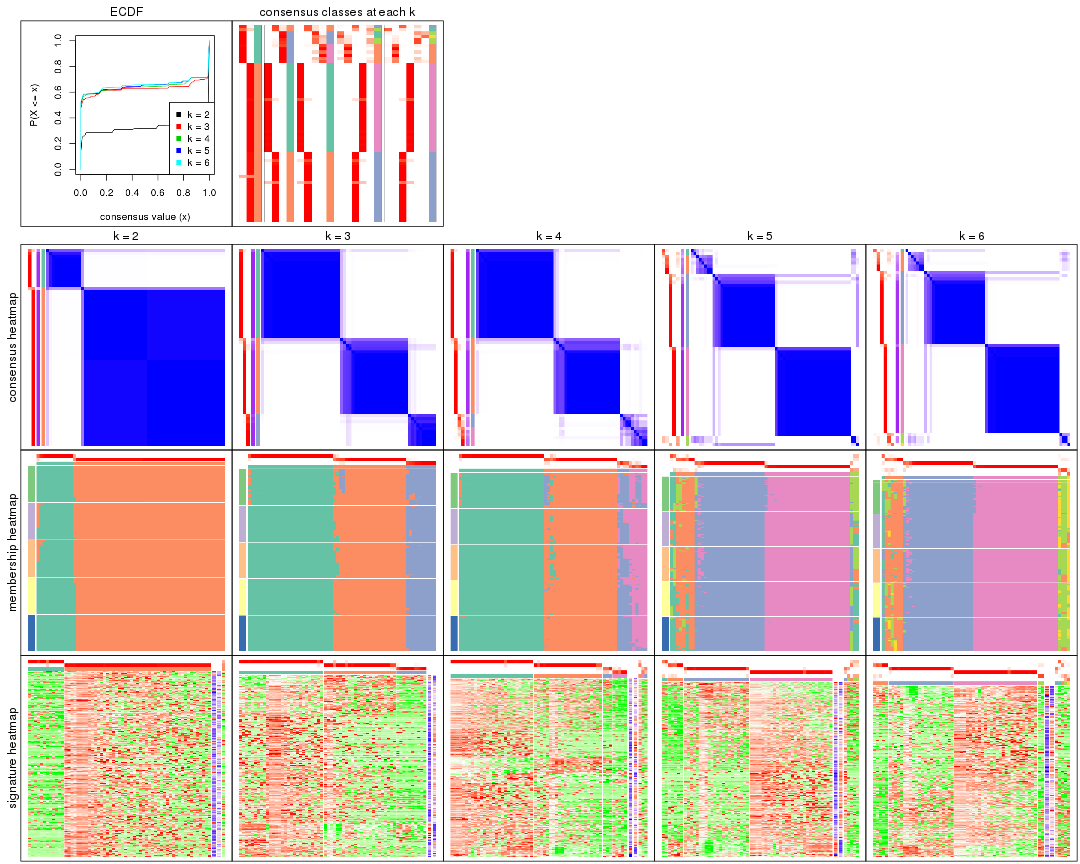 ECDF
consensus classes at each k
P(X <= x)
0.0
0.2
0.4
0.6
0.8
1.0
k = 2
k = 3
k = 4
k = 5
k = 6
0.0 0.2 0.4 0.6 0.8 1.0
consensus value (x)
k = 2
k = 3
k = 4
k = 5
k = 6
consensus heatmap
membership heatmap
signature heatmap